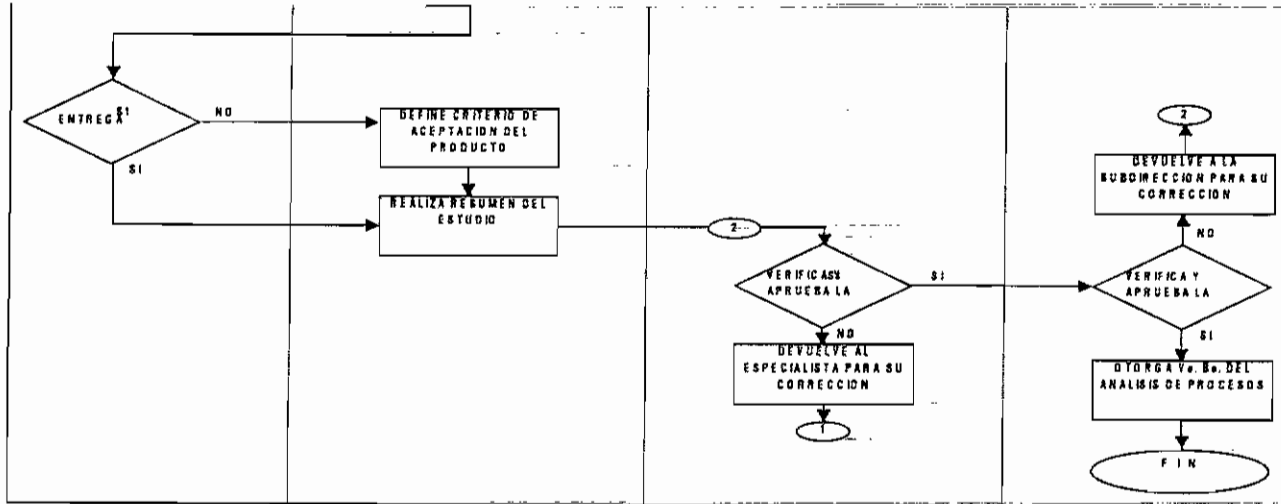 ENTREGA SI
NO
SI
DEFINE CRITERIO DE
ACEPTACION DEL
PRODUCTO
REALIZA RESUMEN DEL
ESTUDIO
2
VERIFICA
APRUEBA LA
SI
NO
DEVUELVE AL
ESPECIALISTA PARA SU
CORRECCION
1
2
DEVUELVE A LA
SUBDIRECCION PARA SU
CORRECCION
NO
VERIFICA Y
APRUEBA LA
SI
OTORGA Vo. Bo. DEL
ANALISIS DE PROCESOS
FIN